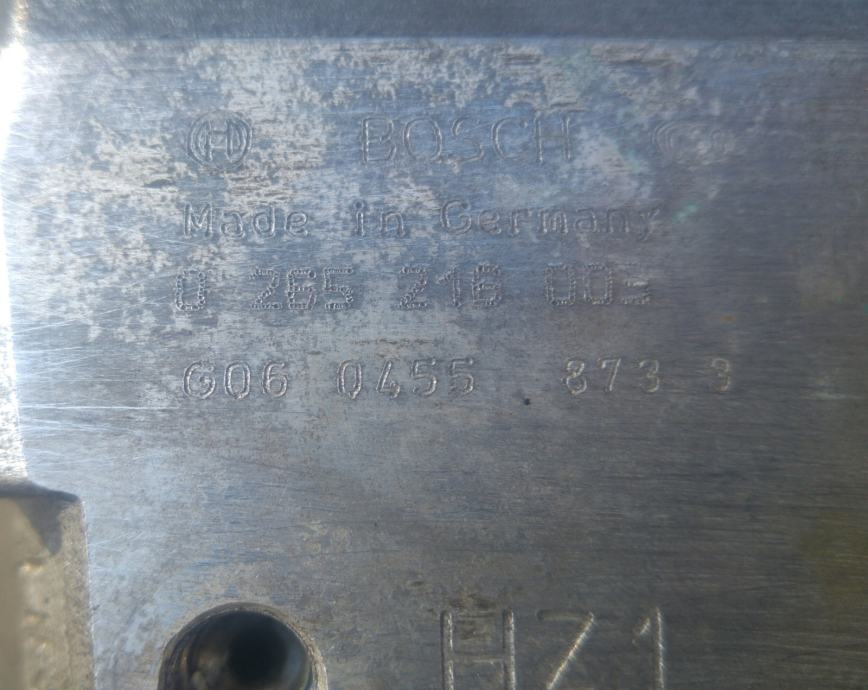 BOSCH
Made in Germany
0 265 216
G06 0455 873 3
HZ1